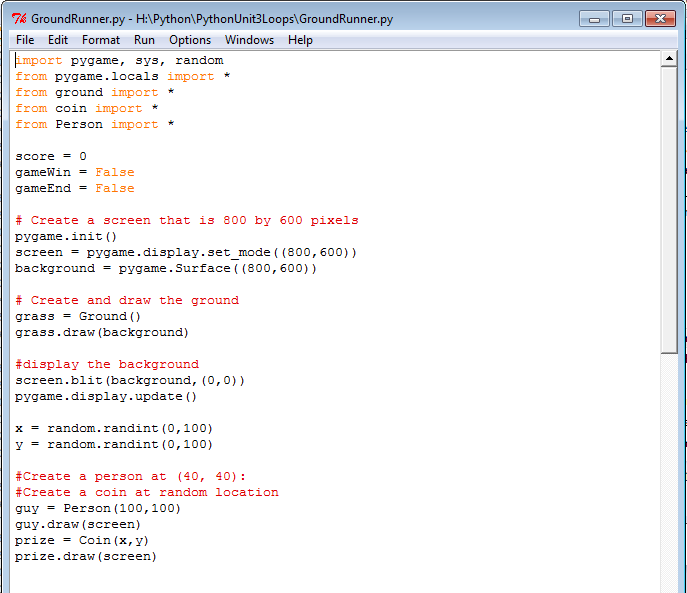 GroundRunner.py - H:\Python\PythonUnit3Loops\GroundRunner.py
File Edit Format Run Options Windows Help
import pygame, sys, random
from pygame.locals import *
from ground import *
from coin import *
from Person import *

score = 0
gameWin = False
gameEnd = False

# Create a screen that is 800 by 600 pixels
pygame.init()
screen = pygame.display.set_mode((800,600))
background = pygame.Surface((800,600))

# Create and draw the ground
grass = Ground()
grass.draw(background)

#display the background
screen.blit(background,(0,0))
pygame.display.update()

x = random.randint(0,100)
y = random.randint(0,100)

#Create a person at (40, 40):
#Create a coin at random location
guy = Person(100,100)
guy.draw(screen)
prize = Coin(x,y)
prize.draw(screen)